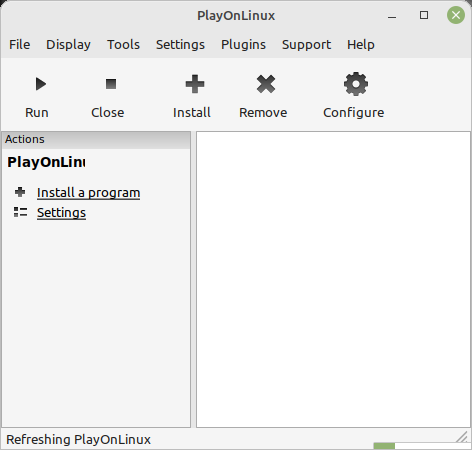 PlayOnLinux
File Display Tools Settings Plugins Support Help
Run Close Install Remove Configure
Actions
PlayOnLinu
Install a program
Settings
Refreshing PlayOnLinux